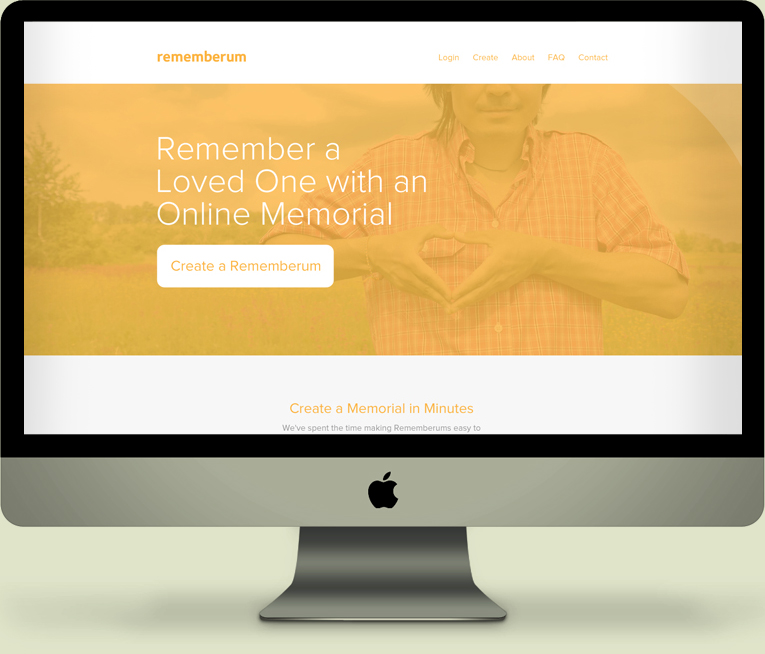 rememberum
Login Create About FAQ Contact
Remember a
Loved One with an
Online Memorial
Create a Rememberum
Create a Memorial in Minutes
We've spent the time making Rememberums easy to